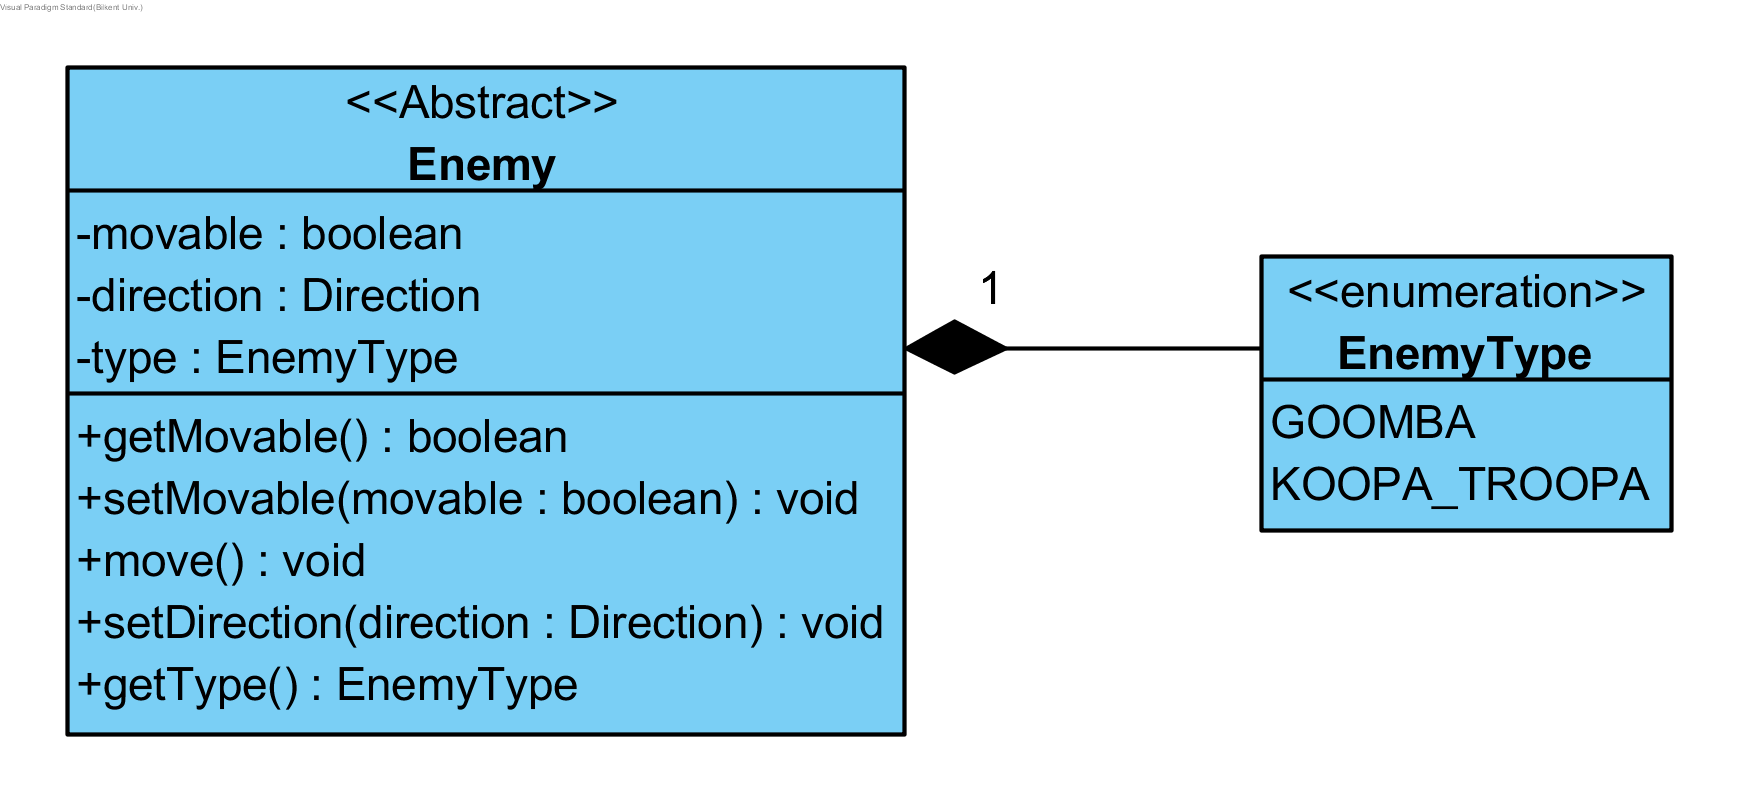 Visual Paradigm Standard(Bilkent Univ.)
<<Abstract>>
Enemy
-movable : boolean
-direction : Direction
-type : EnemyType
+getMovable() : boolean
+setMovable(movable : boolean) : void
+move() : void
+setDirection(direction : Direction) : void
+getType() : EnemyType
1
<<enumeration>>
EnemyType
GOOMBA
KOOPA_TROOPA